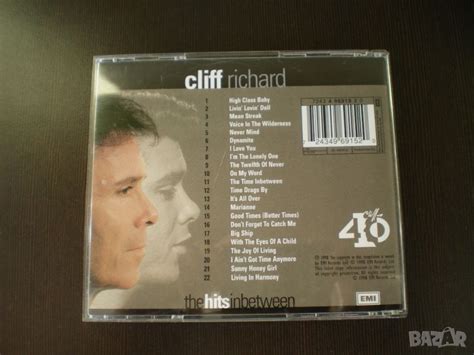 cliff richard
1 High Class Baby
2 Livin' Lovin' Doll
3 Mean Streak
4 Voice In The Wilderness
5 Never Mind
6 Dynamite
7 I Love You
8 I'm The Lonely One
9 The Twelfth Of Never
10 On My Word
11 The Time Inbetween
12 Time Drags By
13 It's All Over
14 Marianne
15 Good Times (Better Times)
16 Don't Forget To Catch Me
17 Big Ship
18 With The Eyes Of A Child
19 The Joy Of Living
20 I Ain't Got Time Anymore
21 Sunny Honey Girl
22 Living In Harmony
the hits inbetween
EMI
BAZAR